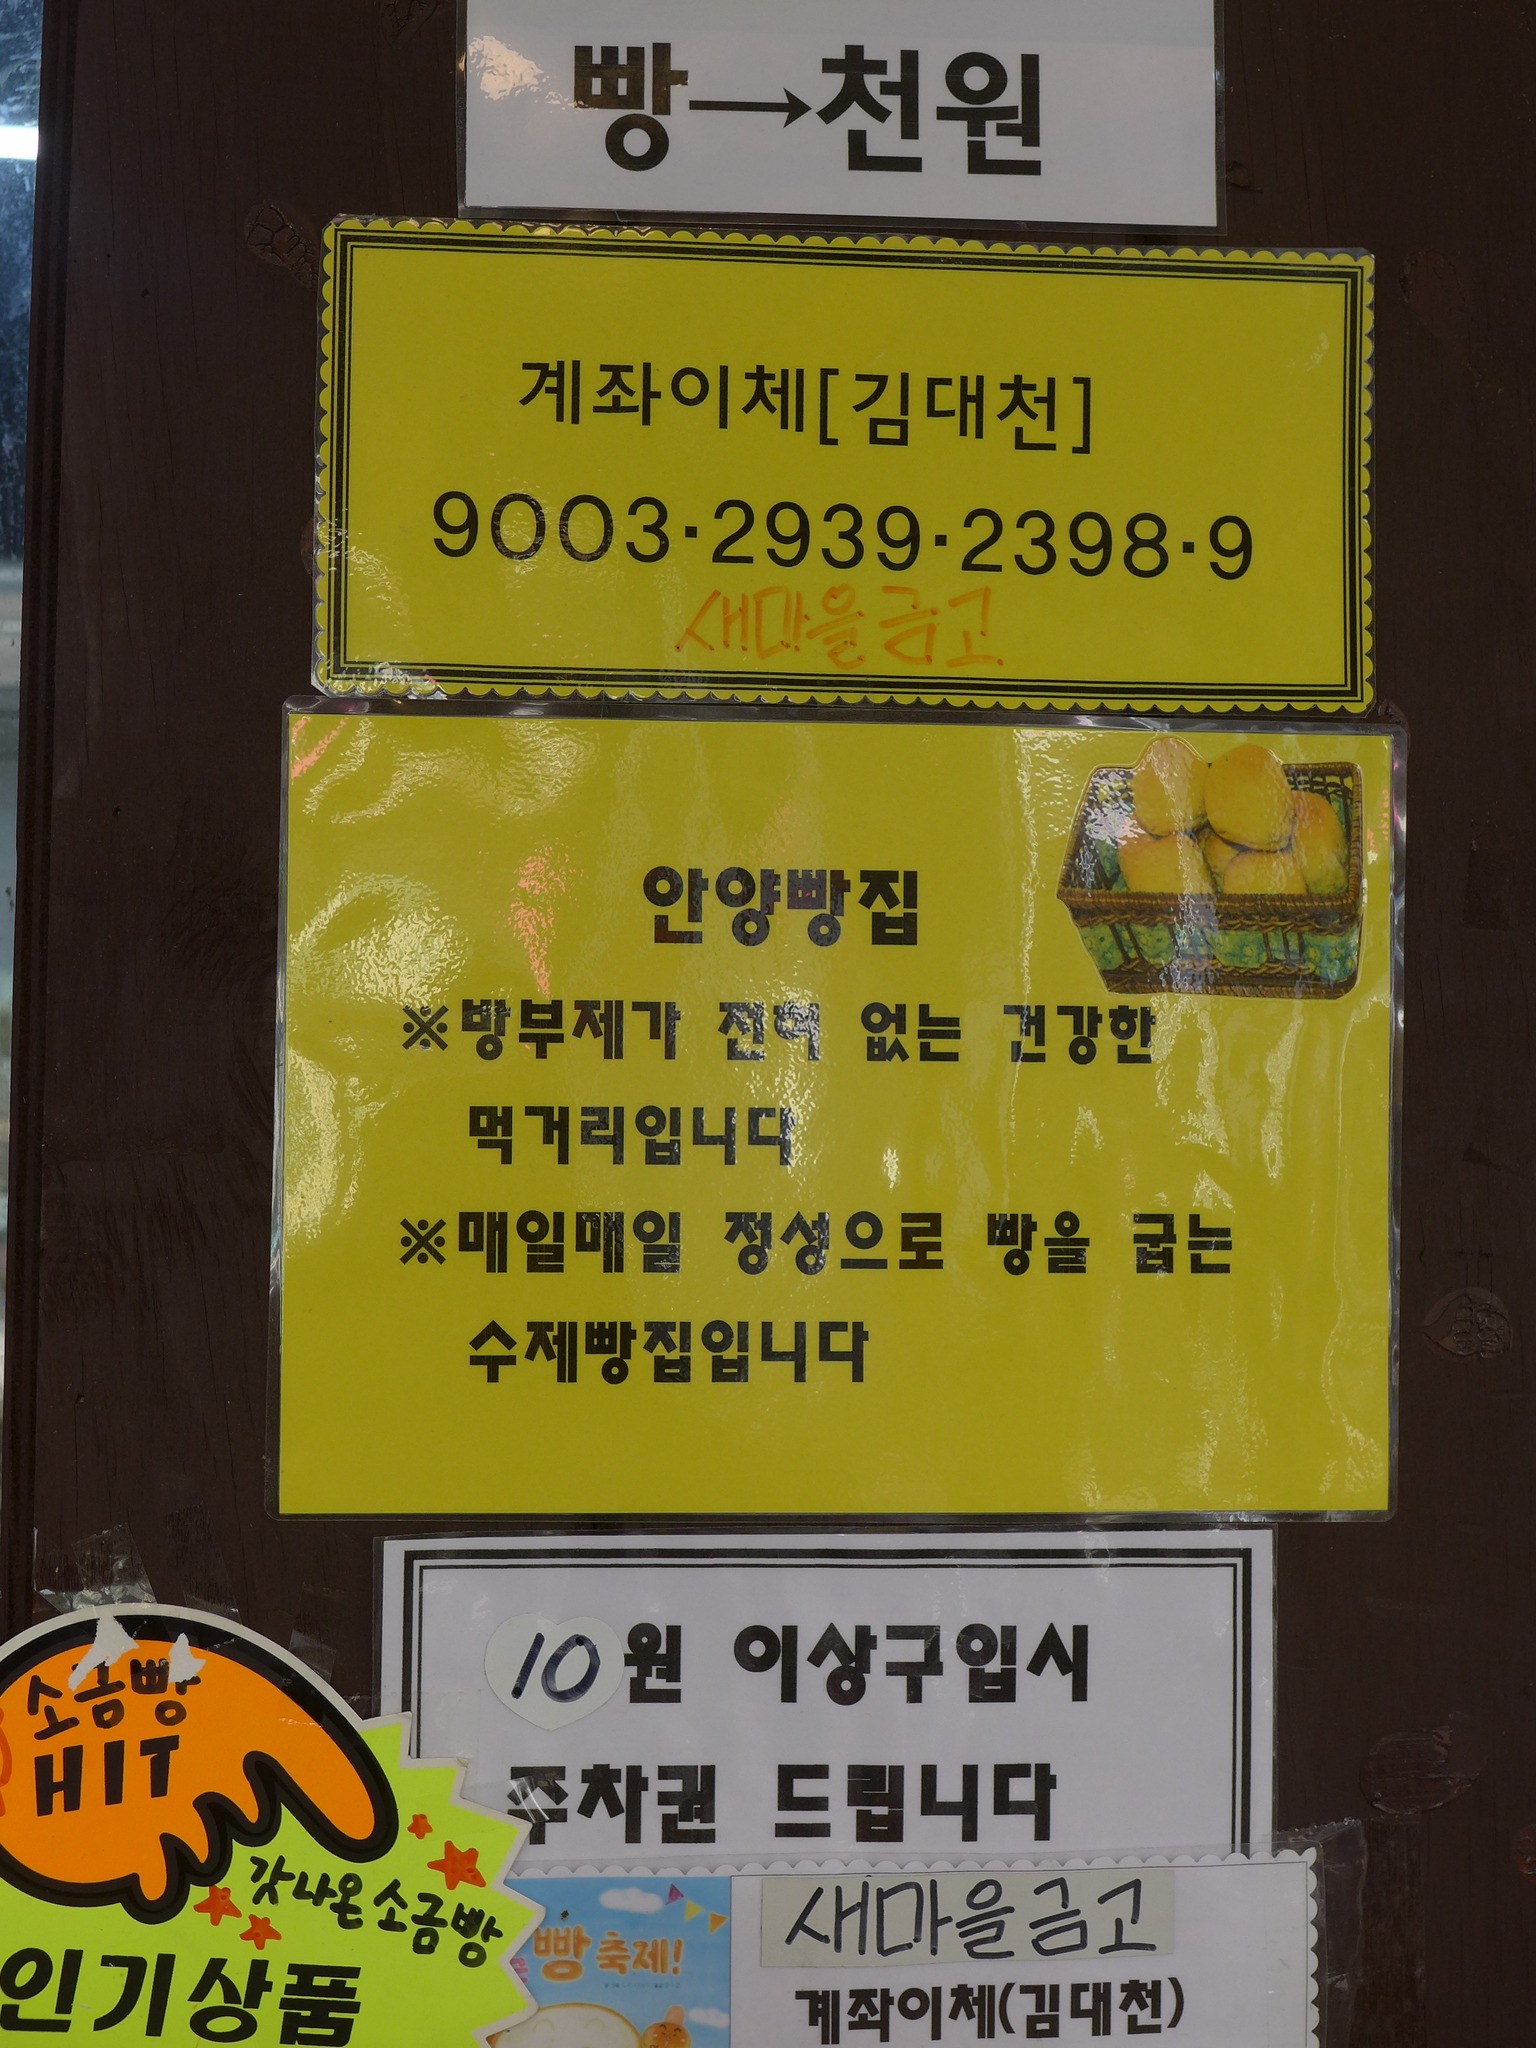 빵→천원
계좌이체[김대천]
9003·2939·2398·9
새마을금고
안양빵집
※방부제가 전혀 없는 건강한
먹거리입니다
※매일매일 정성으로 빵을 굽는
수제빵집입니다
10원 이상구입시
주차권 드립니다
소금빵
HIT
갓나온소금빵
인기상품
빵 축제!
새마을금고
계좌이체(김대천)